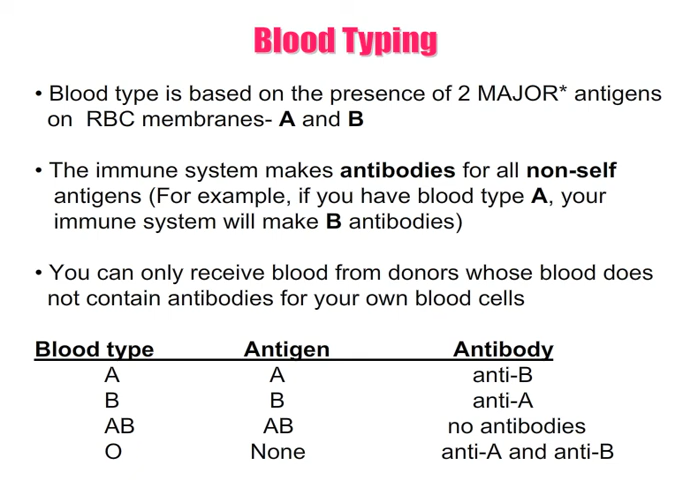 Blood Typing
• Blood type is based on the presence of 2 MAJOR* antigens
on RBC membranes- A and B
• The immune system makes antibodies for all non-self
antigens (For example, if you have blood type A, your
immune system will make B antibodies)
• You can only receive blood from donors whose blood does
not contain antibodies for your own blood cells
Blood type Antigen Antibody
A A anti-B
B B anti-A
AB AB no antibodies
O None anti-A and anti-B